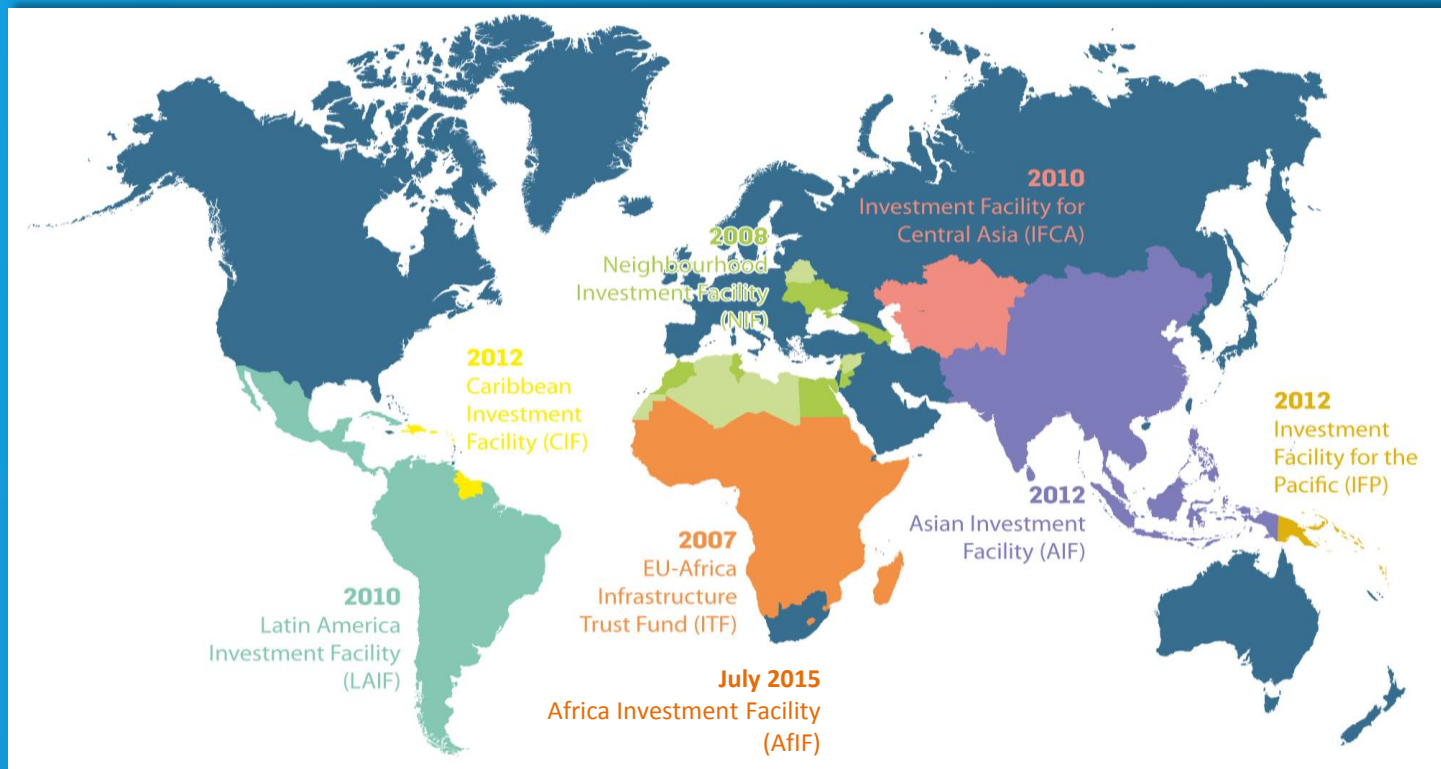 2010
Investment Facility for
Central Asia (IFCA)
2008
Neighbourhood
Investment Facility
(NIF)
2012
Caribbean
Investment
Facility (CIF)
2012
Investment
Facility for the
Pacific (IFP)
2012
Asian Investment
Facility (AIF)
2007
EU-Africa
Infrastructure
Trust Fund (ITF)
2010
Latin America
Investment Facility
(LAIF)
July 2015
Africa Investment Facility
(AfIF)